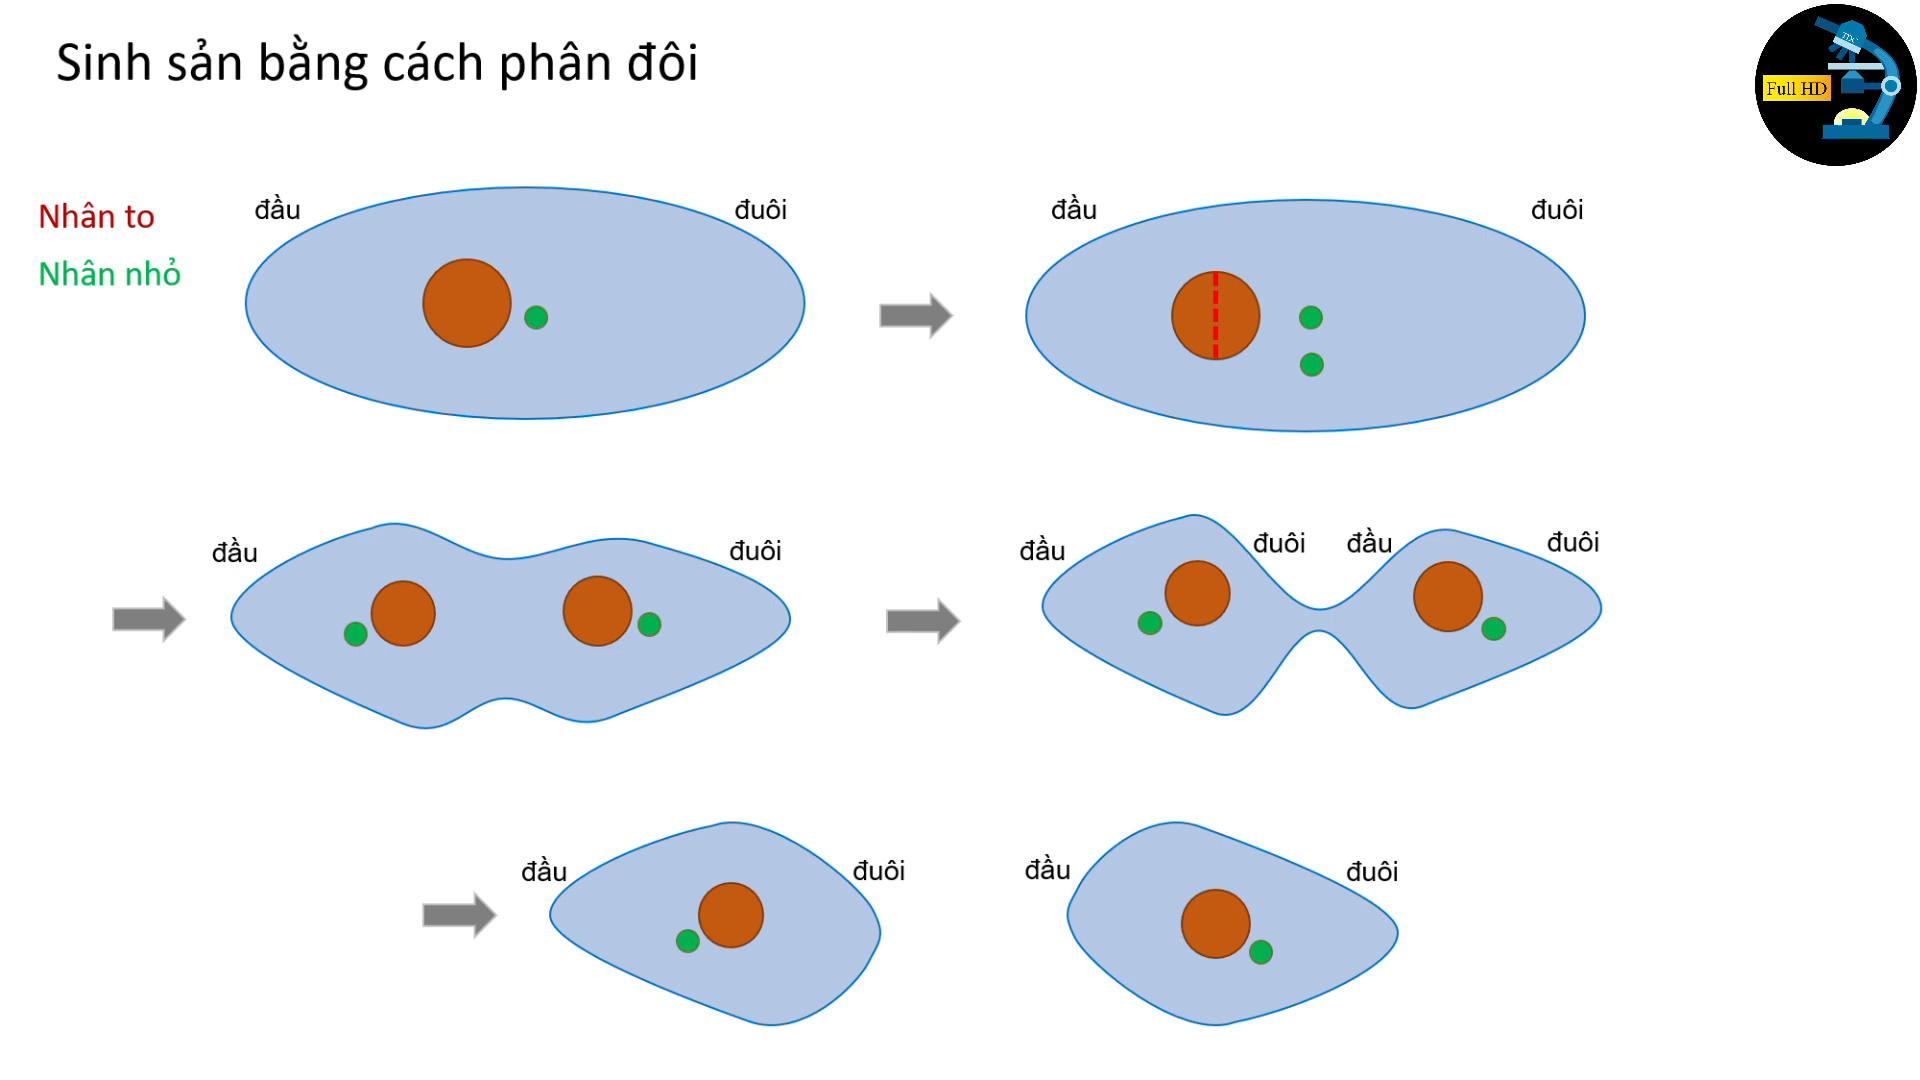 Sinh sản bằng cách phân đôi
Full HD
Nhân to
Nhân nhỏ
đầu đuôi
đầu đuôi
đầu đuôi
đầu đuôi đầu đuôi
đầu đuôi
đầu đuôi